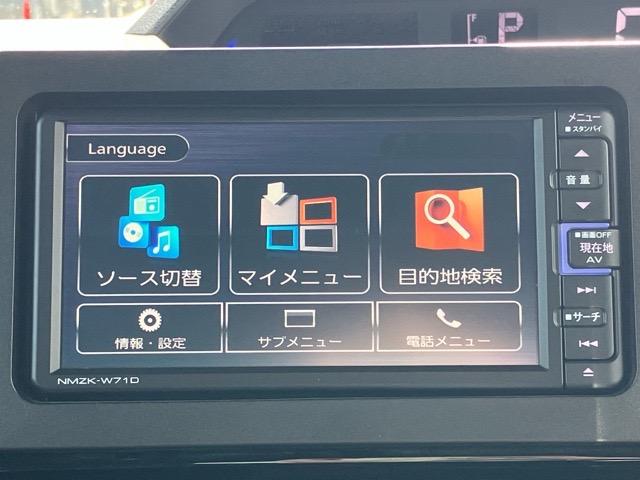 P
Language
ソース切替
マイメニュー
目的地検索
情報・設定
サブメニュー
電話メニュー
NMZK-W71D
メニュー
■スタンバイ
音量
■画面OFF
現在地
AV
■サーチ